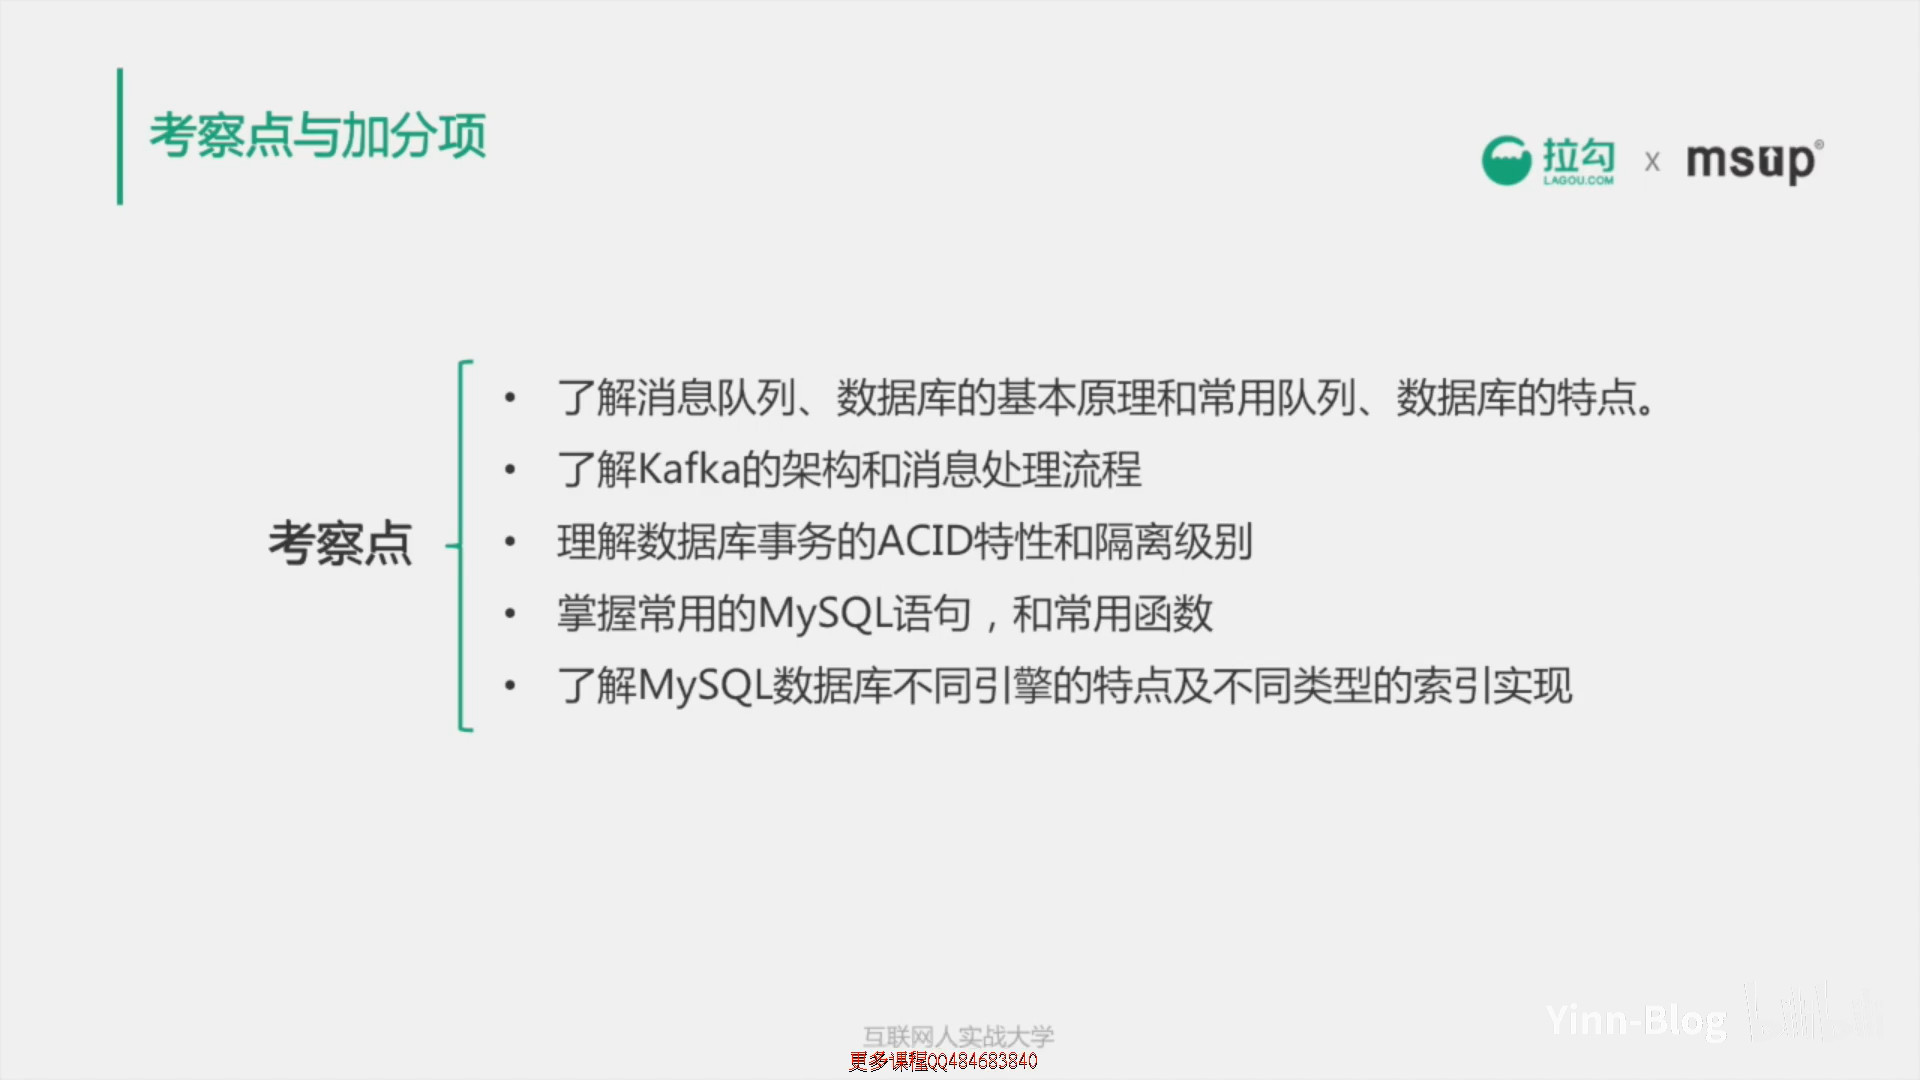 考察点与加分项
拉勾
LAGOU.COM
x
msup®
考察点
• 了解消息队列、数据库的基本原理和常用队列、数据库的特点。
• 了解Kafka的架构和消息处理流程
• 理解数据库事务的ACID特性和隔离级别
• 掌握常用的MySQL语句，和常用函数
• 了解MySQL数据库不同引擎的特点及不同类型的索引实现
Yinn-Blog
互联网人实战大学
更多课程QQ484683840